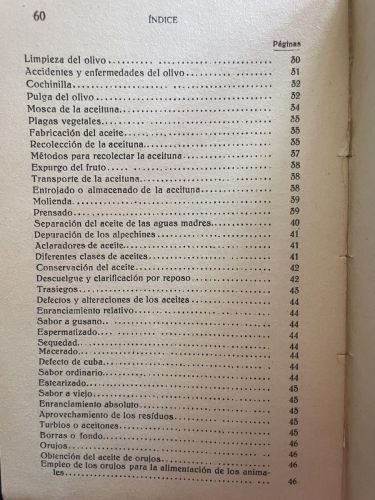 60 ÍNDICE
Páginas
Limpieza del olivo 30
Accidentes y enfermedades del olivo 31
Cochinilla 32
Pulga del olivo 32
Mosca de la aceituna 34
Plagas vegetales 35
Fabricación del aceite 35
Recolección de la aceituna 35
Métodos para recolectar la aceituna 37
Expurgo del fruto 38
Transporte de la aceituna 38
Entrojado o almacenado de la aceituna 38
Molienda 39
Prensado 39
Separación del aceite de las aguas madres 40
Depuración de los alpechines 41
Aclaradores de aceite 41
Diferentes clases de aceites 41
Conservación del aceite 42
Descuelgue y clarificación por reposo 42
Trasiegos 43
Defectos y alteraciones de los aceites 44
Enranciamiento relativo 44
Sabor a gusano 44
Espermatizado 44
Sequedad 44
Macerado 44
Defecto de cuba 44
Sabor ordinario 44
Estearizado 45
Sabor a viejo 45
Enranciamiento absoluto 45
Aprovechamiento de los resíduos 45
Turbios o aceitones 45
Borras o fondo 46
Orujos 46
Obtención del aceite de orujos 46
Empleo de los orujos para la alimentación de los anima-
les 46